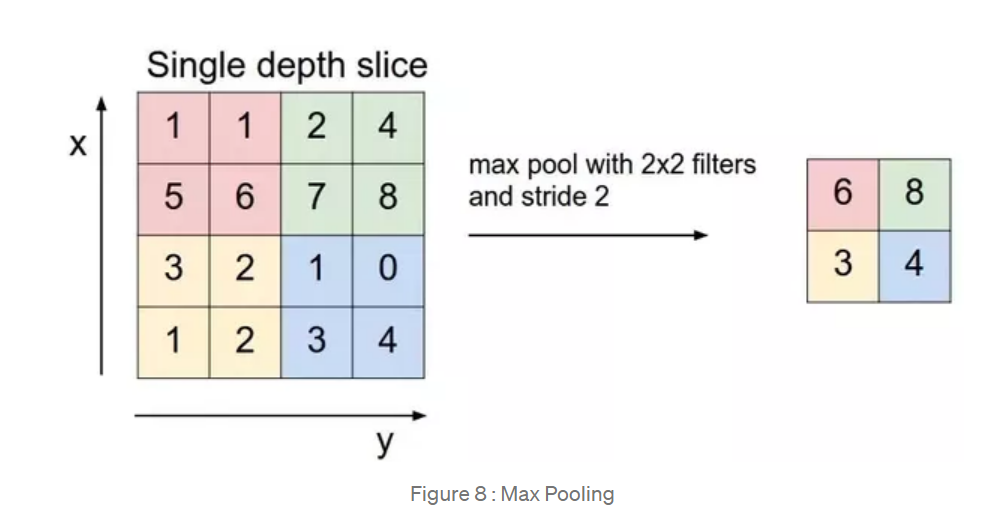 Single depth slice
x
1 1 2 4
5 6 7 8
3 2 1 0
1 2 3 4
y
max pool with 2x2 filters
and stride 2
6 8
3 4
Figure 8 : Max Pooling